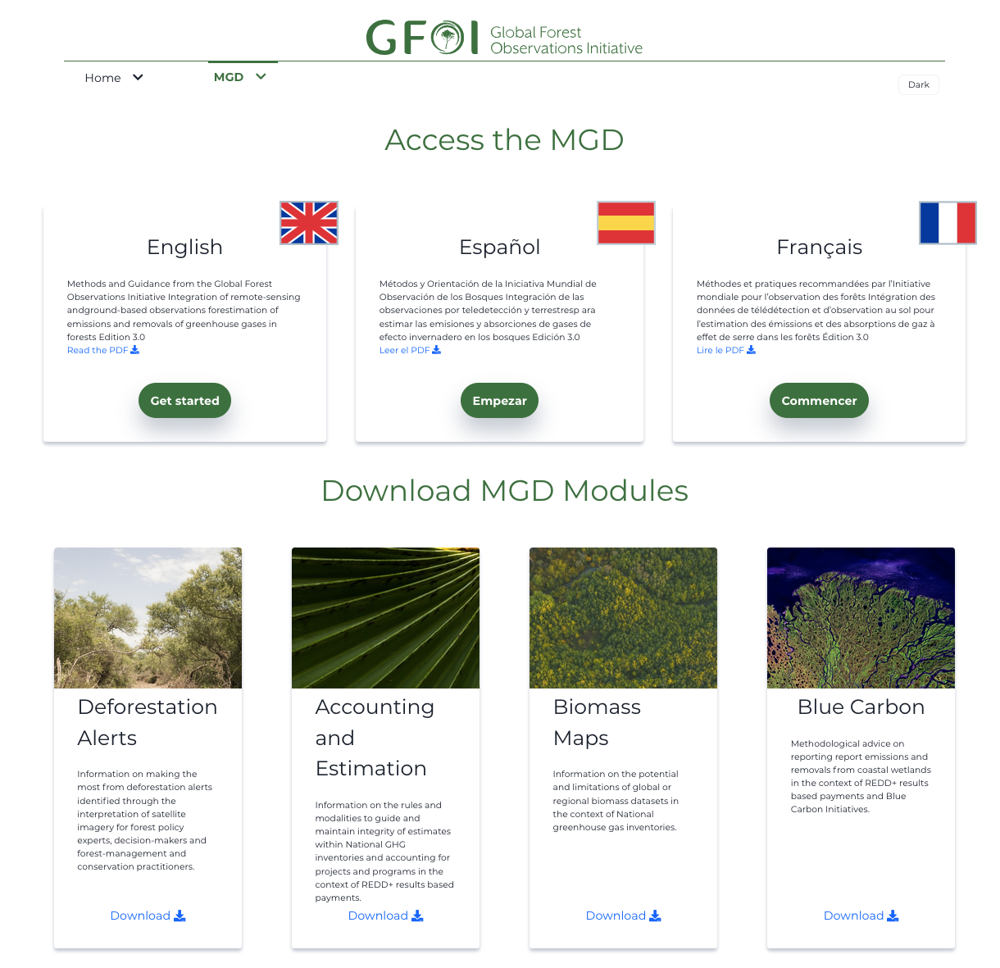 GFOI Global Forest
Observations Initiative
Home
MGD
Dark
Access the MGD
English
Methods and Guidance from the Global Forest
Observations Initiative Integration of remote-sensing
andground-based observations forestimation of
emissions and removals of greenhouse gases in
forests Edition 3.0
Read the PDF
Get started
Español
Métodos y Orientación de la Iniciativa Mundial de
Observación de los Bosques Integración de las
observaciones por teledetección y terrestresp ara
estimar las emisiones y absorciones de gases de
efecto invernadero en los bosques Edición 3.0
Leer el PDF
Empezar
Français
Méthodes et pratiques recommandées par l’Initiative
mondiale pour l’observation des forêts Intégration des
données de télédétection et d’observation au sol pour
l’estimation des émissions et des absorptions de gaz à
effet de serre dans les forêts Édition 3.0
Lire le PDF
Commencer
Download MGD Modules
Deforestation
Alerts
Information on making the
most from deforestation alerts
identified through the
interpretation of satellite
imagery for forest policy
experts, decision-makers and
forest-management and
conservation practitioners.
Download
Accounting
and
Estimation
Information on the rules and
modalities to guide and
maintain integrity of estimates
within National GHG
inventories and accounting for
projects and programs in the
context of REDD+ results based
payments.
Download
Biomass
Maps
Information on the potential
and limitations of global or
regional biomass datasets in
the context of National
greenhouse gas inventories.
Download
Blue Carbon
Methodological advice on
reporting report emissions and
removals from coastal wetlands
in the context of REDD+ results
based payments and Blue
Carbon Initiatives.
Download